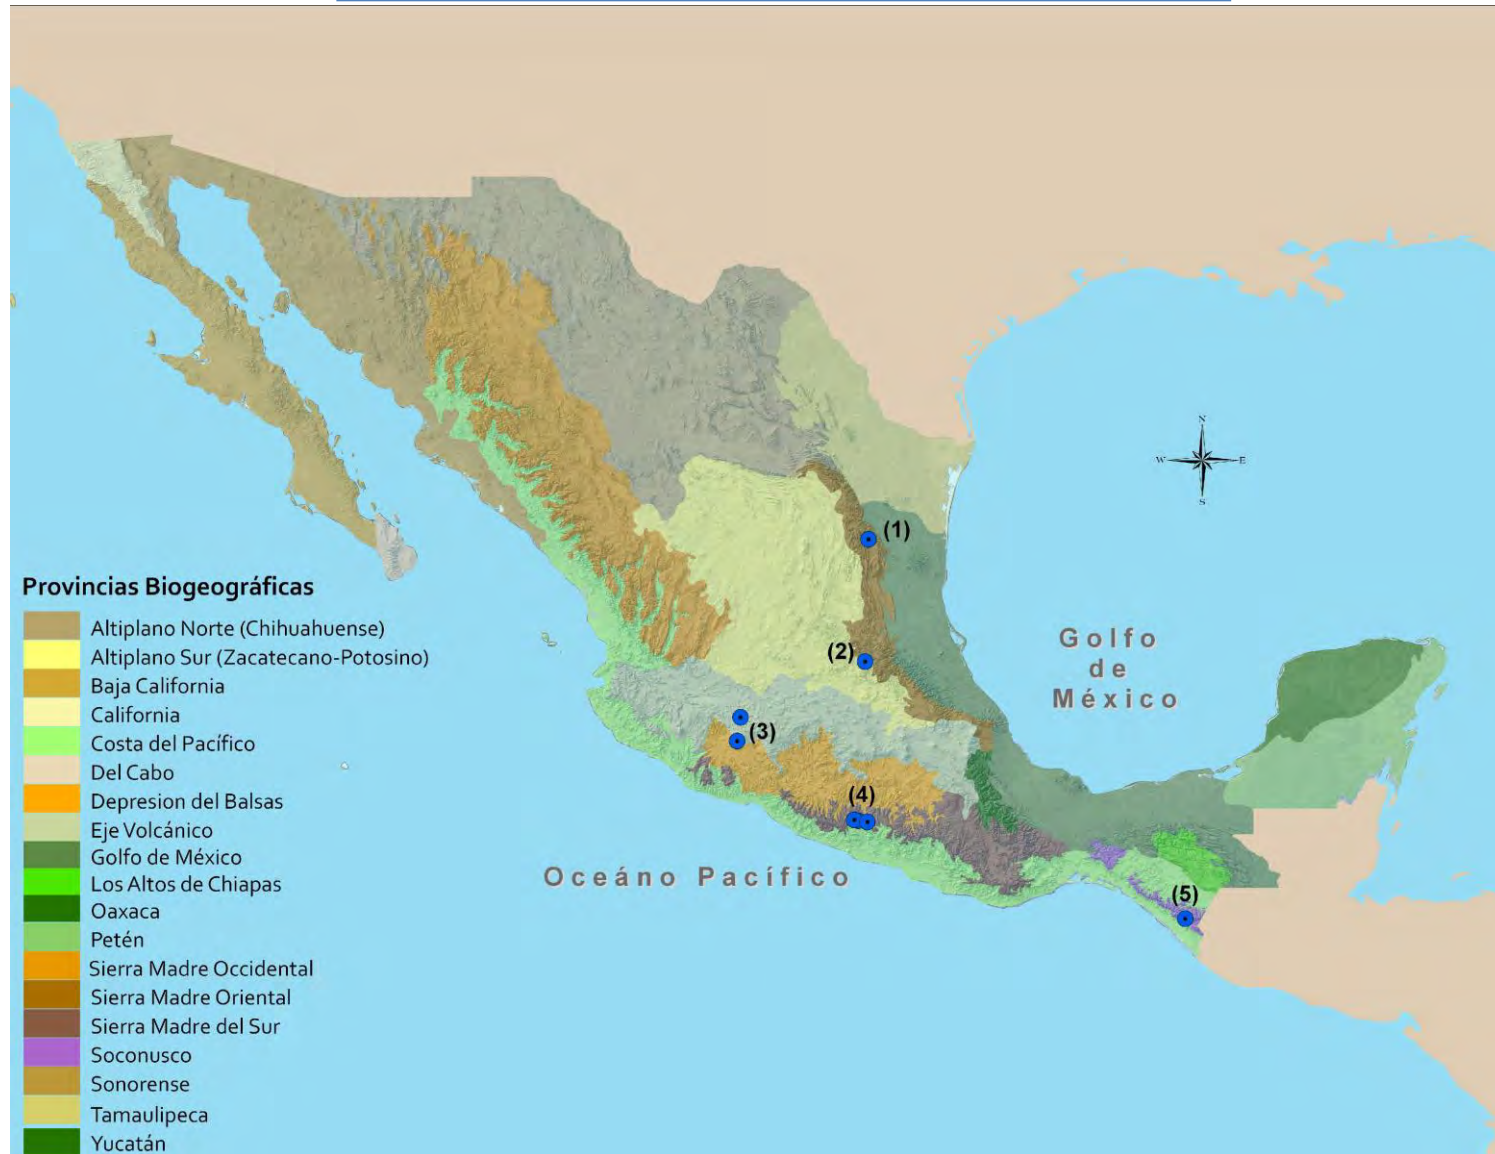 N
W
E
S
(1)
(2)
(3)
(4)
(5)
Golfo
de
México
Oceáno Pacífico
Provincias Biogeográficas
Altiplano Norte (Chihuahuense)
Altiplano Sur (Zacatecano-Potosino)
Baja California
California
Costa del Pacífico
Del Cabo
Depresion del Balsas
Eje Volcánico
Golfo de México
Los Altos de Chiapas
Oaxaca
Petén
Sierra Madre Occidental
Sierra Madre Oriental
Sierra Madre del Sur
Soconusco
Sonorense
Tamaulipeca
Yucatán